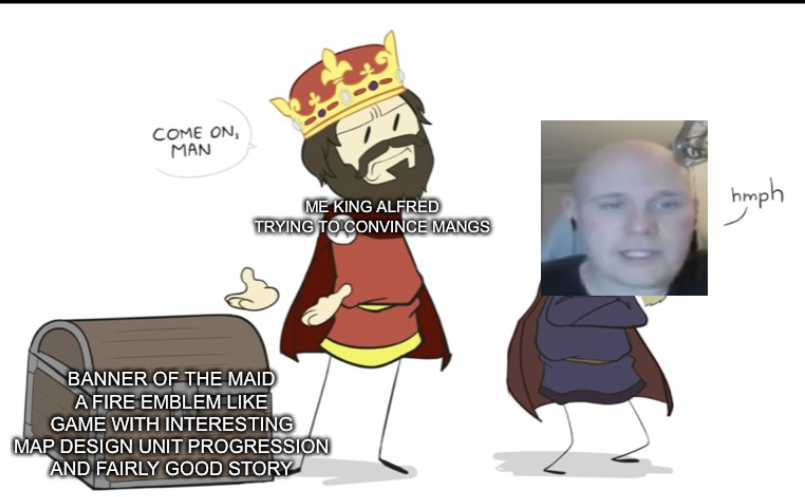 COME ON,
MAN
hmph
ME KING ALFRED
TRYING TO CONVINCE MANGS
BANNER OF THE MAID
A FIRE EMBLEM LIKE
GAME WITH INTERESTING
MAP DESIGN UNIT PROGRESSION
AND FAIRLY GOOD STORY